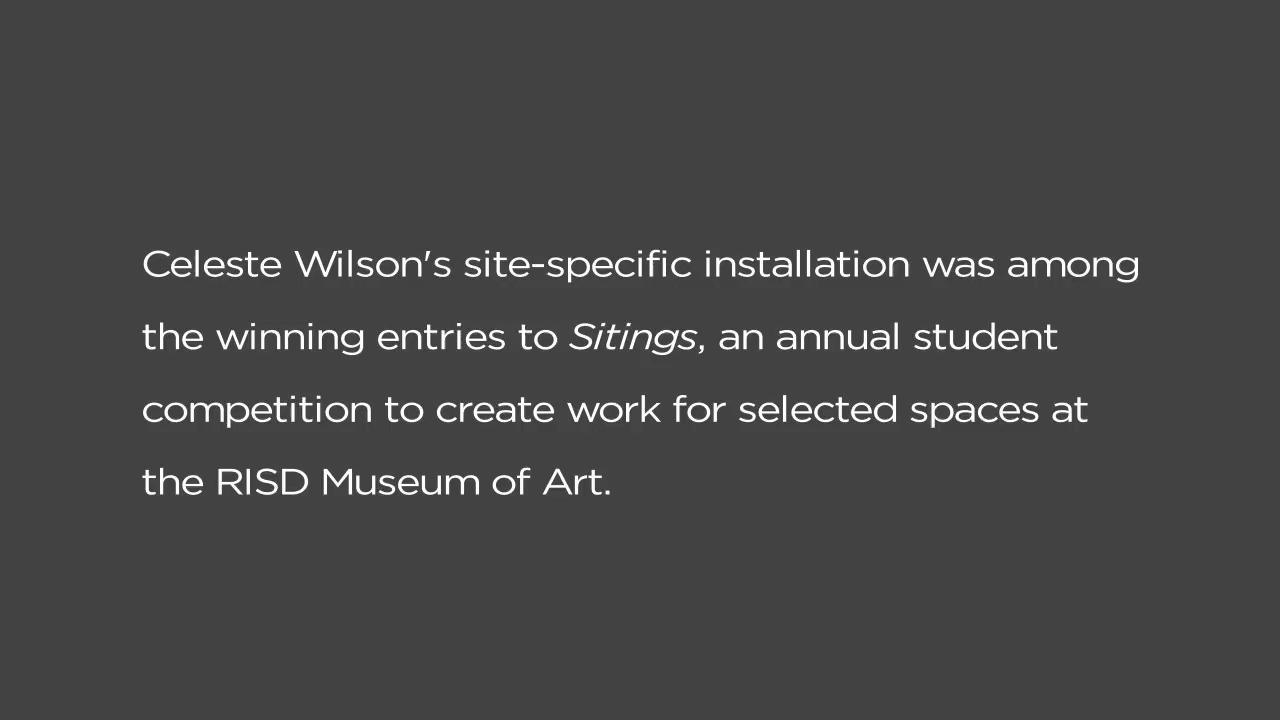 Celeste Wilson's site-specific installation was among
the winning entries to Sitings, an annual student
competition to create work for selected spaces at
the RISD Museum of Art.